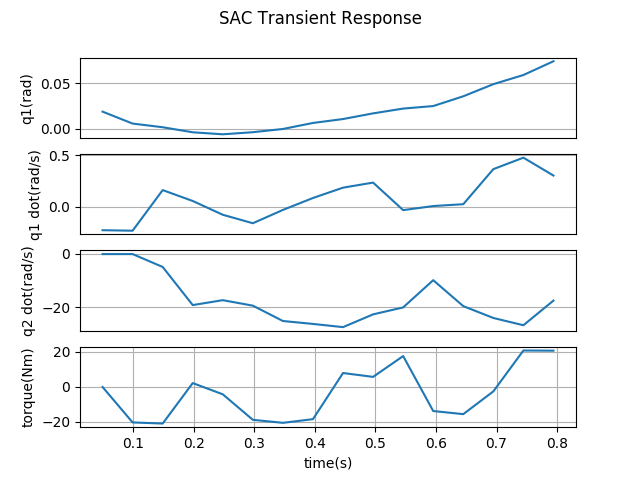 SAC Transient Response
q1(rad)
0.05
0.00
q1 dot(rad/s)
0.5
0.0
q2 dot(rad/s)
0
−20
torque(Nm)
20
0
−20
0.1 0.2 0.3 0.4 0.5 0.6 0.7 0.8
time(s)